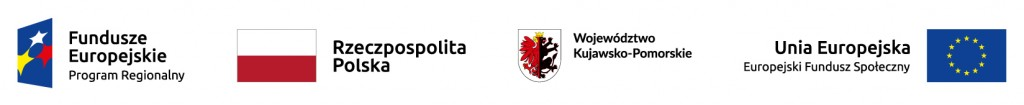 Fundusze
Europejskie
Program Regionalny
Rzeczpospolita
Polska
Województwo
Kujawsko-Pomorskie
Unia Europejska
Europejski Fundusz Społeczny